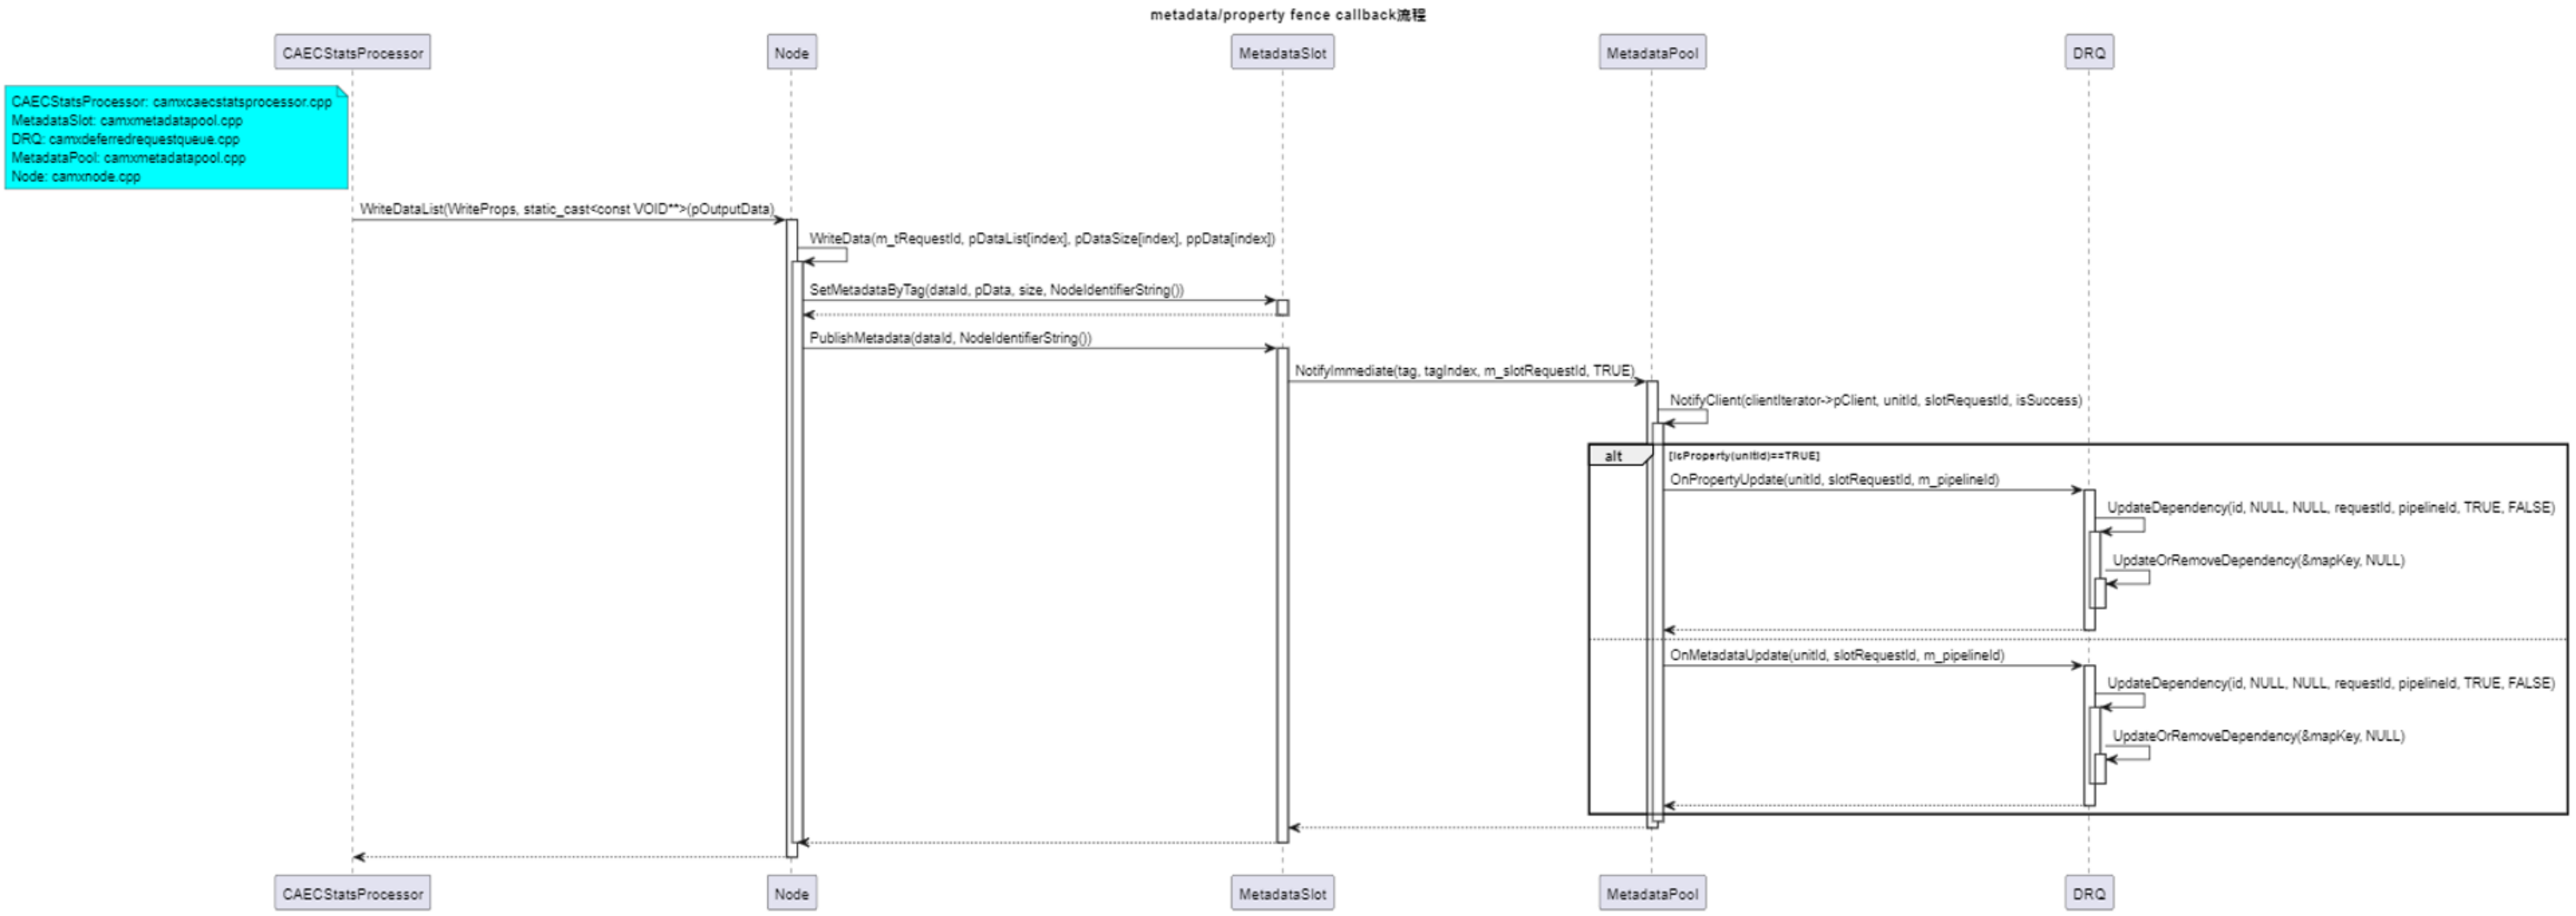 metadata/property fence callback流程
CAECStatsProcessor
Node
MetadataSlot
MetadataPool
DRQ
CAECStatsProcessor: camxcaecstatsprocessor.cpp
MetadataSlot: camxmetadatapool.cpp
DRQ: camxdeferredrequestqueue.cpp
MetadataPool: camxmetadatapool.cpp
Node: camxnode.cpp
WriteDataList(WriteProps, static_cast<const VOID**>(pOutputData)
WriteData(m_tRequestId, pDataList[index], pDataSize[index], ppData[index])
SetMetadataByTag(dataId, pData, size, NodeIdentifierString())
PublishMetadata(dataId, NodeIdentifierString())
NotifyImmediate(tag, tagIndex, m_slotRequestId, TRUE)
NotifyClient(clientIterator->pClient, unitId, slotRequestId, isSuccess)
alt
[IsProperty(unitId)==TRUE]
OnPropertyUpdate(unitId, slotRequestId, m_pipelineId)
UpdateDependency(id, NULL, NULL, requestId, pipelineId, TRUE, FALSE)
UpdateOrRemoveDependency(&mapKey, NULL)
OnMetadataUpdate(unitId, slotRequestId, m_pipelineId)
UpdateDependency(id, NULL, NULL, requestId, pipelineId, TRUE, FALSE)
UpdateOrRemoveDependency(&mapKey, NULL)
CAECStatsProcessor
Node
MetadataSlot
MetadataPool
DRQ